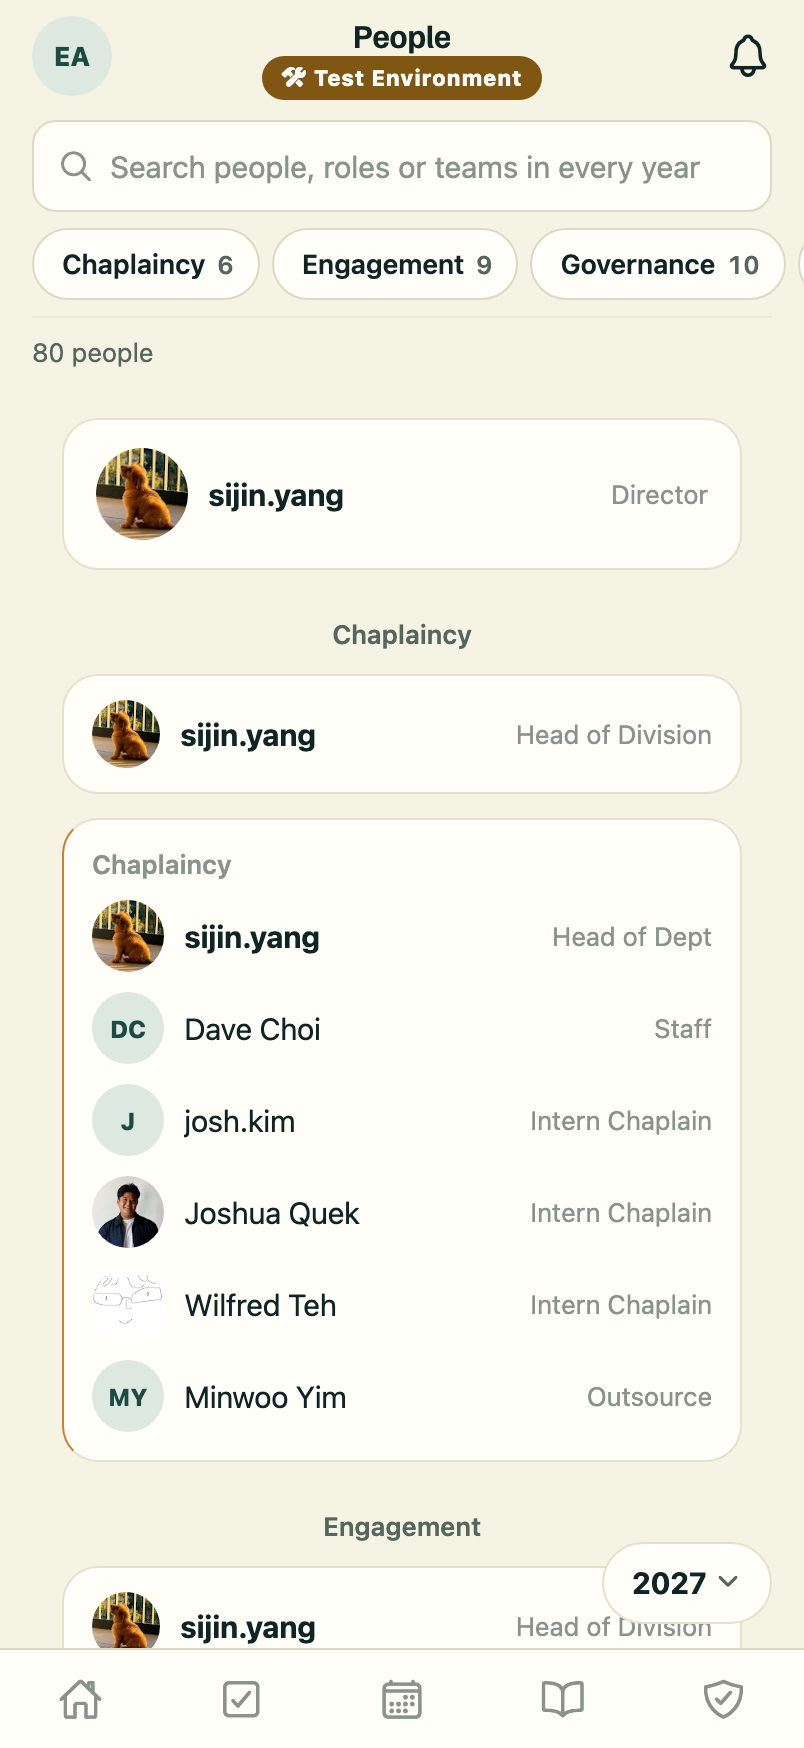 EA
People
🛠 Test Environment
Search people, roles or teams in every year
Chaplaincy 6
Engagement 9
Governance 10
80 people
sijin.yang Director
Chaplaincy
sijin.yang Head of Division
Chaplaincy
sijin.yang Head of Dept
DC Dave Choi Staff
J josh.kim Intern Chaplain
Joshua Quek Intern Chaplain
Wilfred Teh Intern Chaplain
MY Minwoo Yim Outsource
Engagement
2027
sijin.yang Head of Division